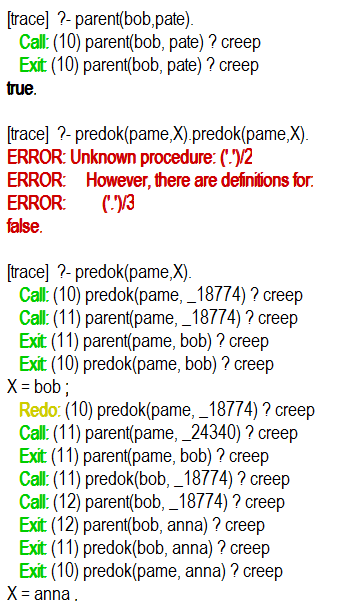 [trace]  ?- parent(bob,pate).
   Call: (10) parent(bob, pate) ? creep
   Exit: (10) parent(bob, pate) ? creep
true.

[trace]  ?- predok(pame,X).predok(pame,X).
ERROR: Unknown procedure: ('.')/2
ERROR:     However, there are definitions for:
ERROR:         ('.')/3
false.

[trace]  ?- predok(pame,X).
   Call: (10) predok(pame, _18774) ? creep
   Call: (11) parent(pame, _18774) ? creep
   Exit: (11) parent(pame, bob) ? creep
   Exit: (10) predok(pame, bob) ? creep
X = bob ;
   Redo: (10) predok(pame, _18774) ? creep
   Call: (11) parent(pame, _24340) ? creep
   Exit: (11) parent(pame, bob) ? creep
   Call: (11) predok(bob, _18774) ? creep
   Call: (12) parent(bob, _18774) ? creep
   Exit: (12) parent(bob, anna) ? creep
   Exit: (11) predok(bob, anna) ? creep
   Exit: (10) predok(pame, anna) ? creep
X = anna .